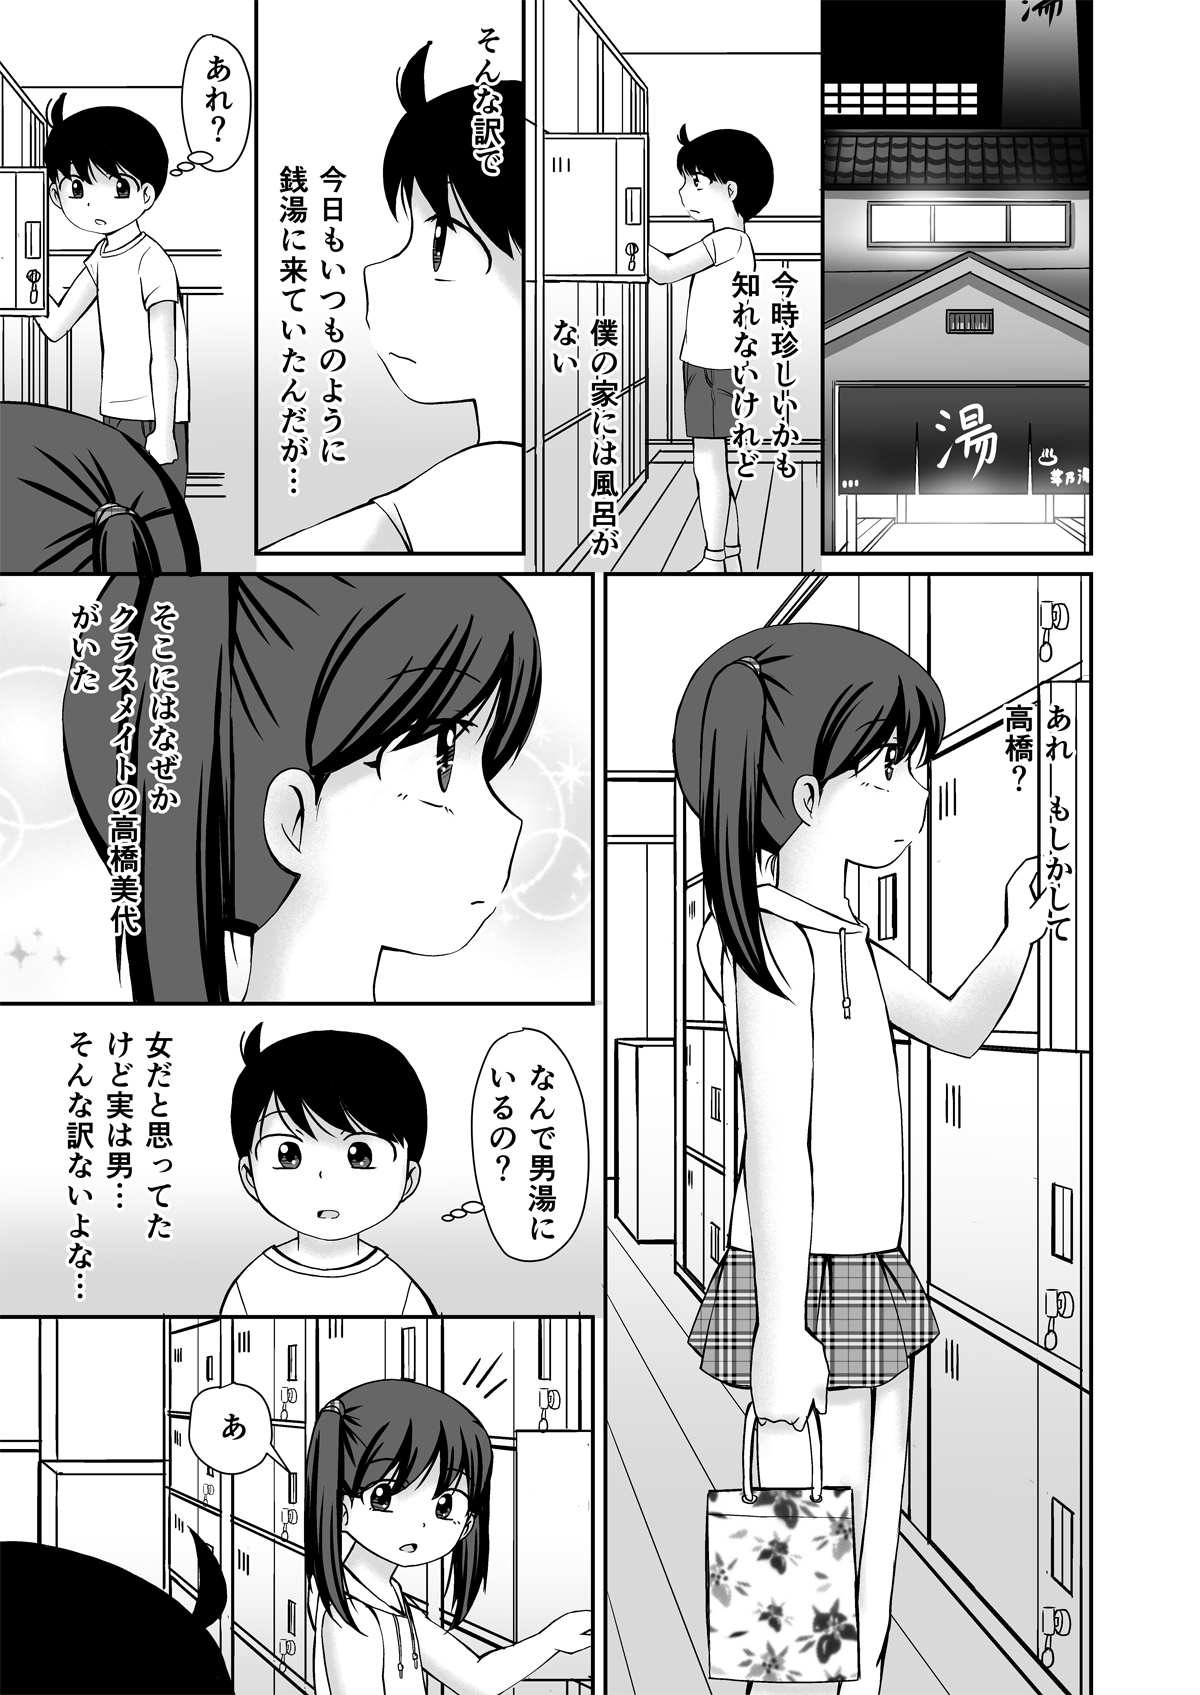 湯
湯
今時珍しいかも
知れないけれど
僕の家には風呂が
ない
そんな訳で
今日もいつものように
銭湯に来ていたんだが…
あれ?
あれ もしかして
高橋?
そこにはなぜか
クラスメイトの高橋美代
がいた
なんで男湯に
いるの?
女だと思ってた
けど実は男…
そんな訳ないよな…
あ